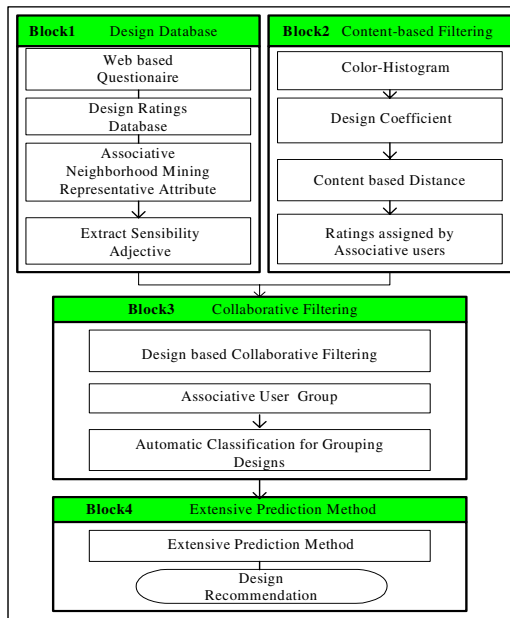 Block1 Design Database
Web based
Questionaire
Design Ratings
Database
Associative
Neighborhood Mining
Representative Attribute
Extract Sensibility
Adjective
Block2 Content-based Filtering
Color-Histogram
Design Coefficient
Content based Distance
Ratings assigned by
Associative users
Block3 Collaborative Filtering
Design based Collaborative Filtering
Associative User Group
Automatic Classification for Grouping
Designs
Block4 Extensive Prediction Method
Extensive Prediction Method
Design
Recommendation